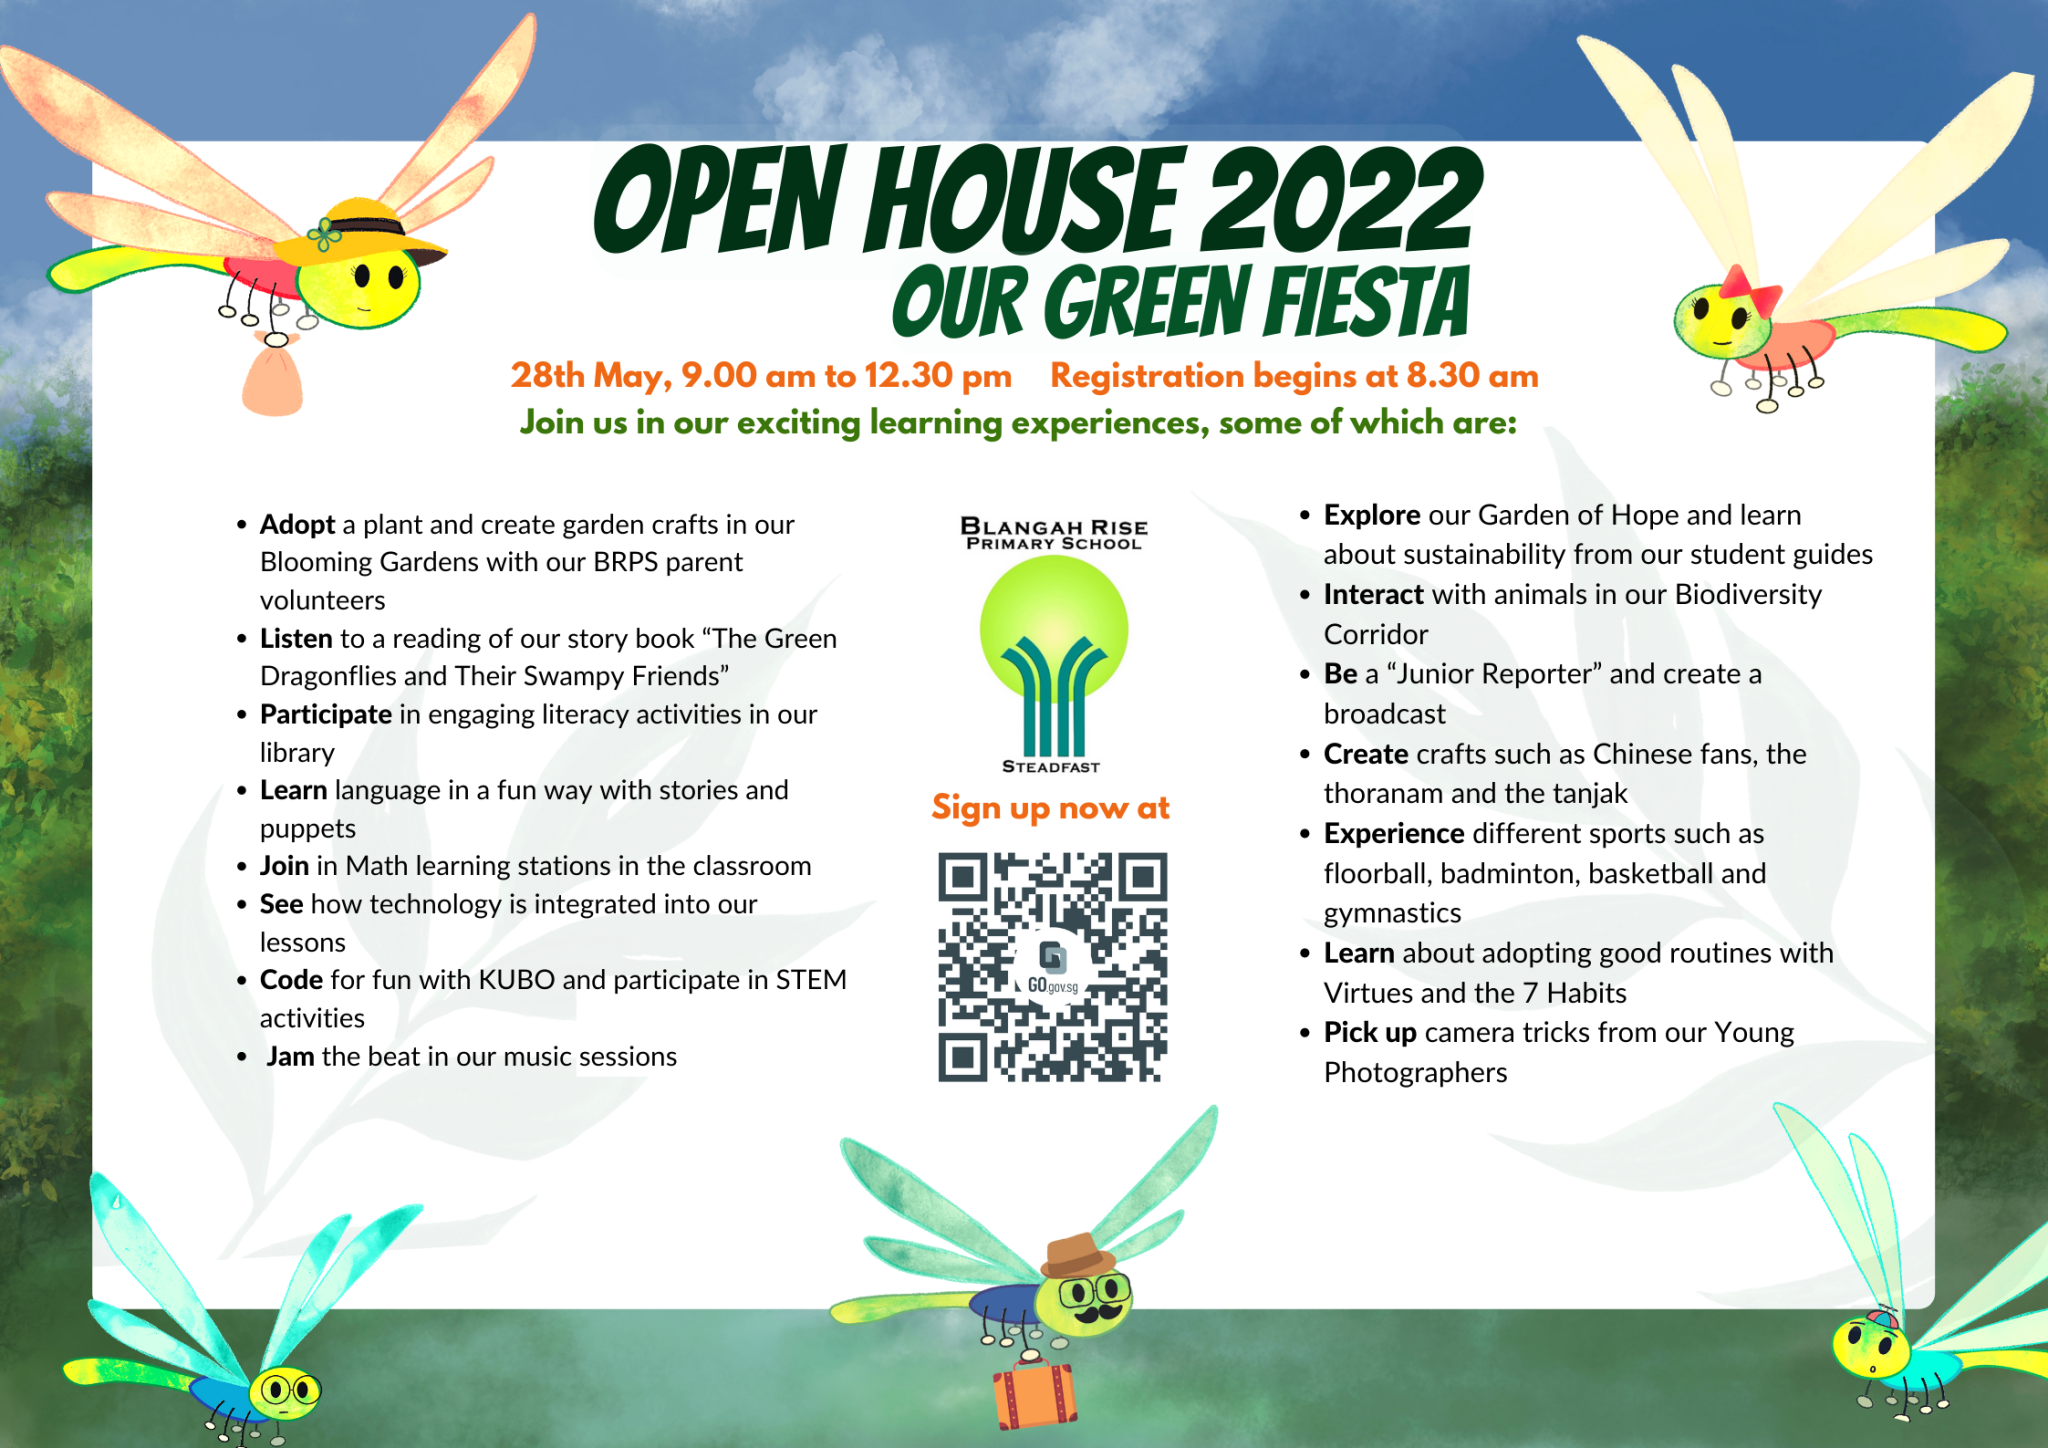 OPEN HOUSE 2022
OUR GREEN FIESTA
28th May, 9.00 am to 12.30 pm Registration begins at 8.30 am
Join us in our exciting learning experiences, some of which are:
• Adopt a plant and create garden crafts in our
Blooming Gardens with our BRPS parent
volunteers
• Listen to a reading of our story book “The Green
Dragonflies and Their Swampy Friends”
• Participate in engaging literacy activities in our
library
• Learn language in a fun way with stories and
puppets
• Join in Math learning stations in the classroom
• See how technology is integrated into our
lessons
• Code for fun with KUBO and participate in STEM
activities
• Jam the beat in our music sessions
BLANGAH RISE
PRIMARY SCHOOL
STEADFAST
Sign up now at
GO.gov.sg
• Explore our Garden of Hope and learn
about sustainability from our student guides
• Interact with animals in our Biodiversity
Corridor
• Be a “Junior Reporter” and create a
broadcast
• Create crafts such as Chinese fans, the
thoranam and the tanjak
• Experience different sports such as
floorball, badminton, basketball and
gymnastics
• Learn about adopting good routines with
Virtues and the 7 Habits
• Pick up camera tricks from our Young
Photographers